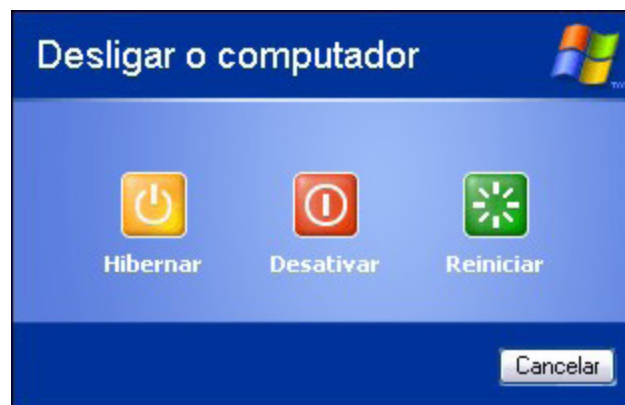 Desligar o computador
Hibernar
Desativar
Reiniciar
Cancelar